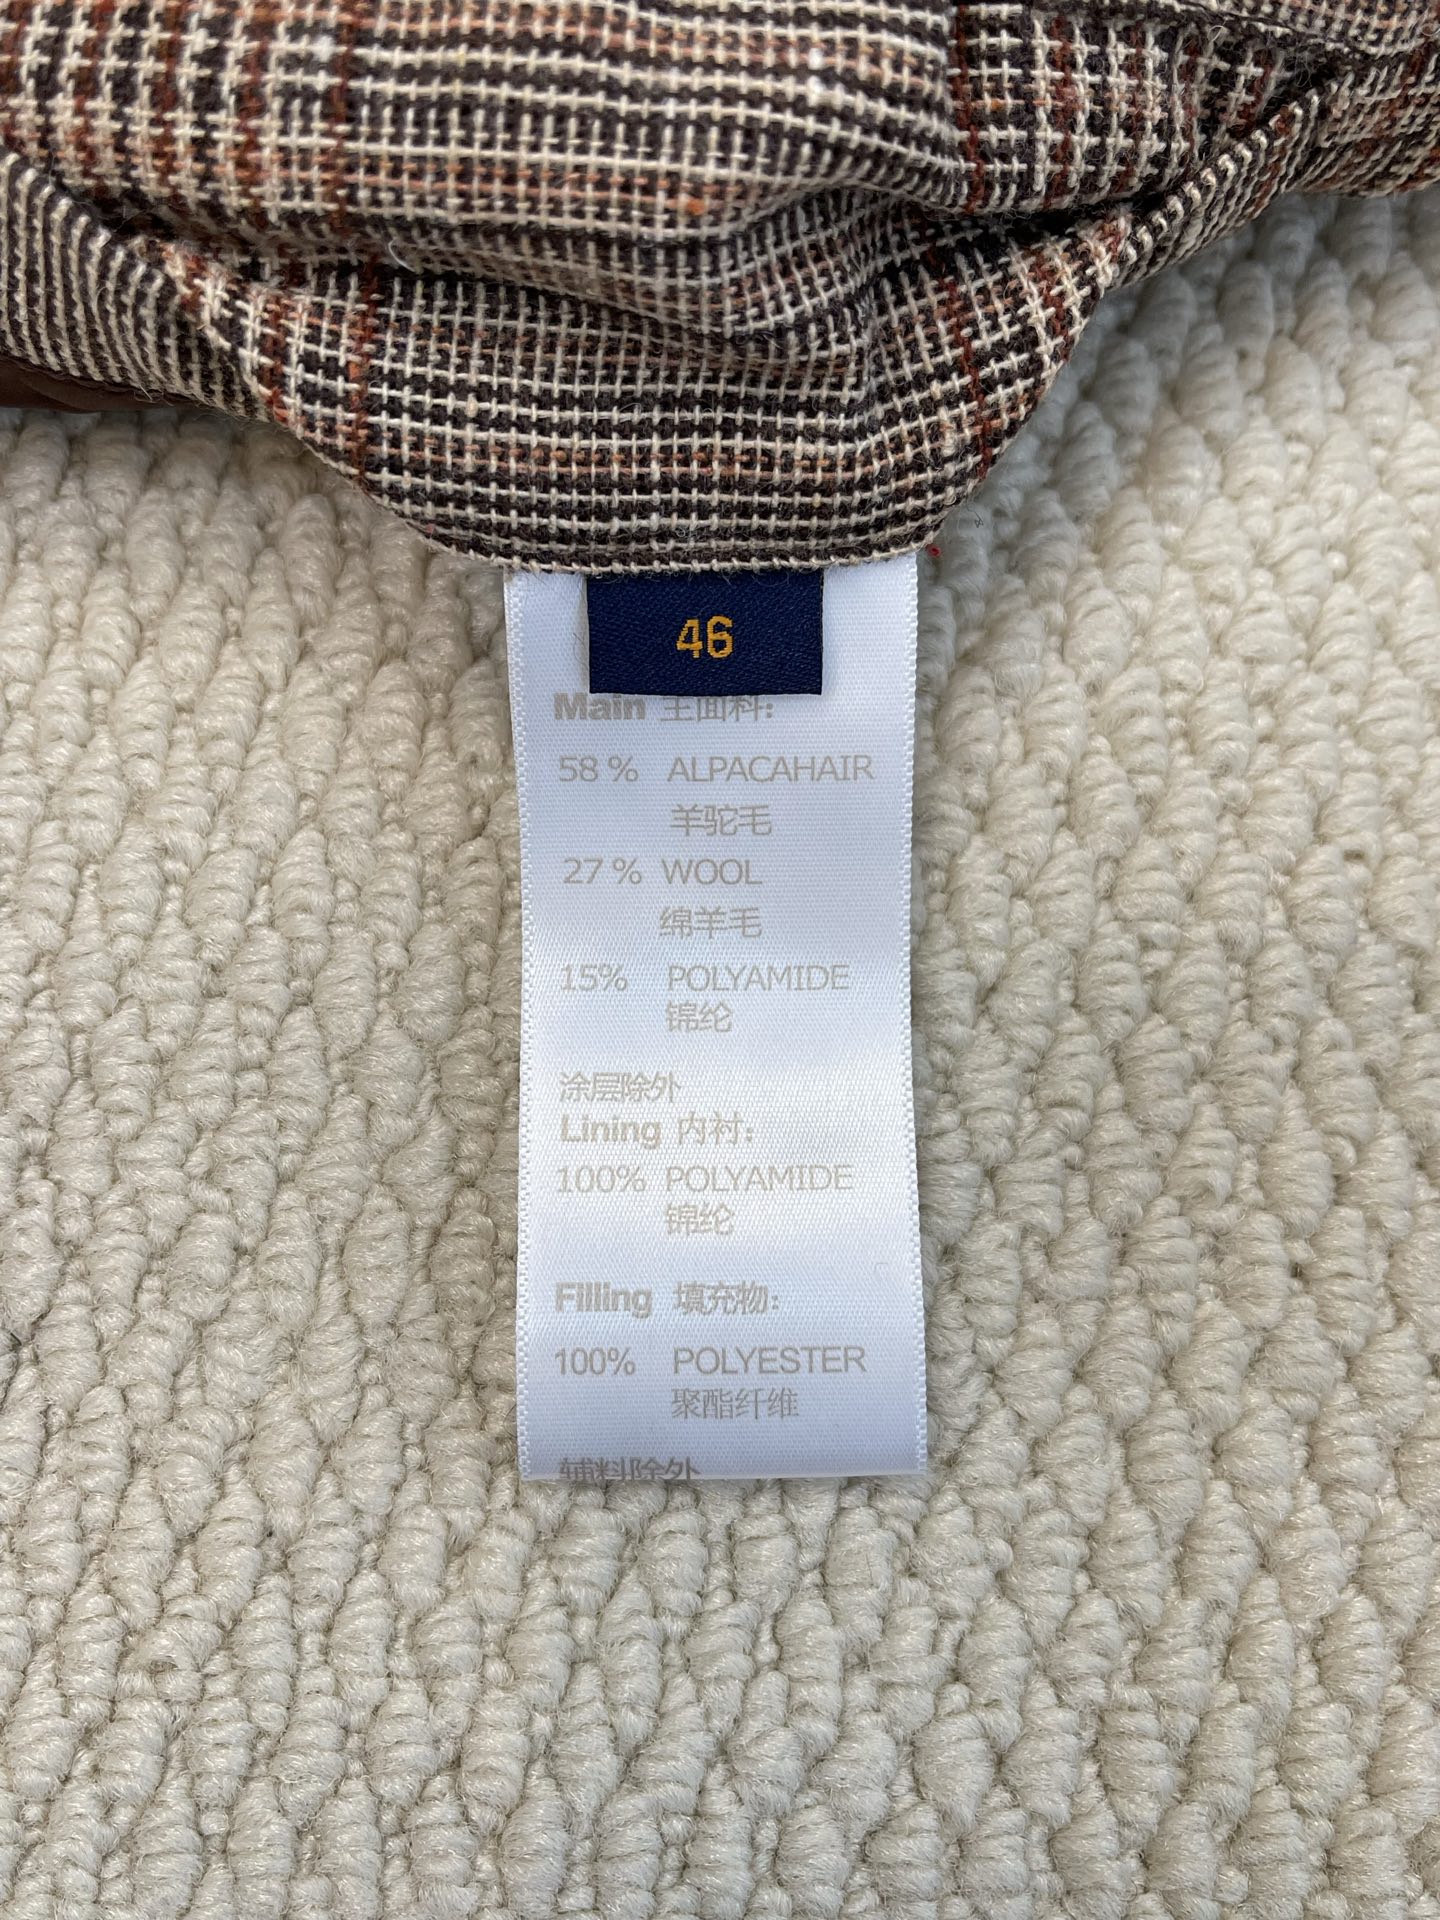 46
Main 主面料:
58 % ALPACAHAIR
羊驼毛
27 % WOOL
绵羊毛
15% POLYAMIDE
锦纶
涂层除外
Lining 内衬:
100% POLYAMIDE
锦纶
Filling 填充物:
100% POLYESTER
聚酯纤维
辅料除外